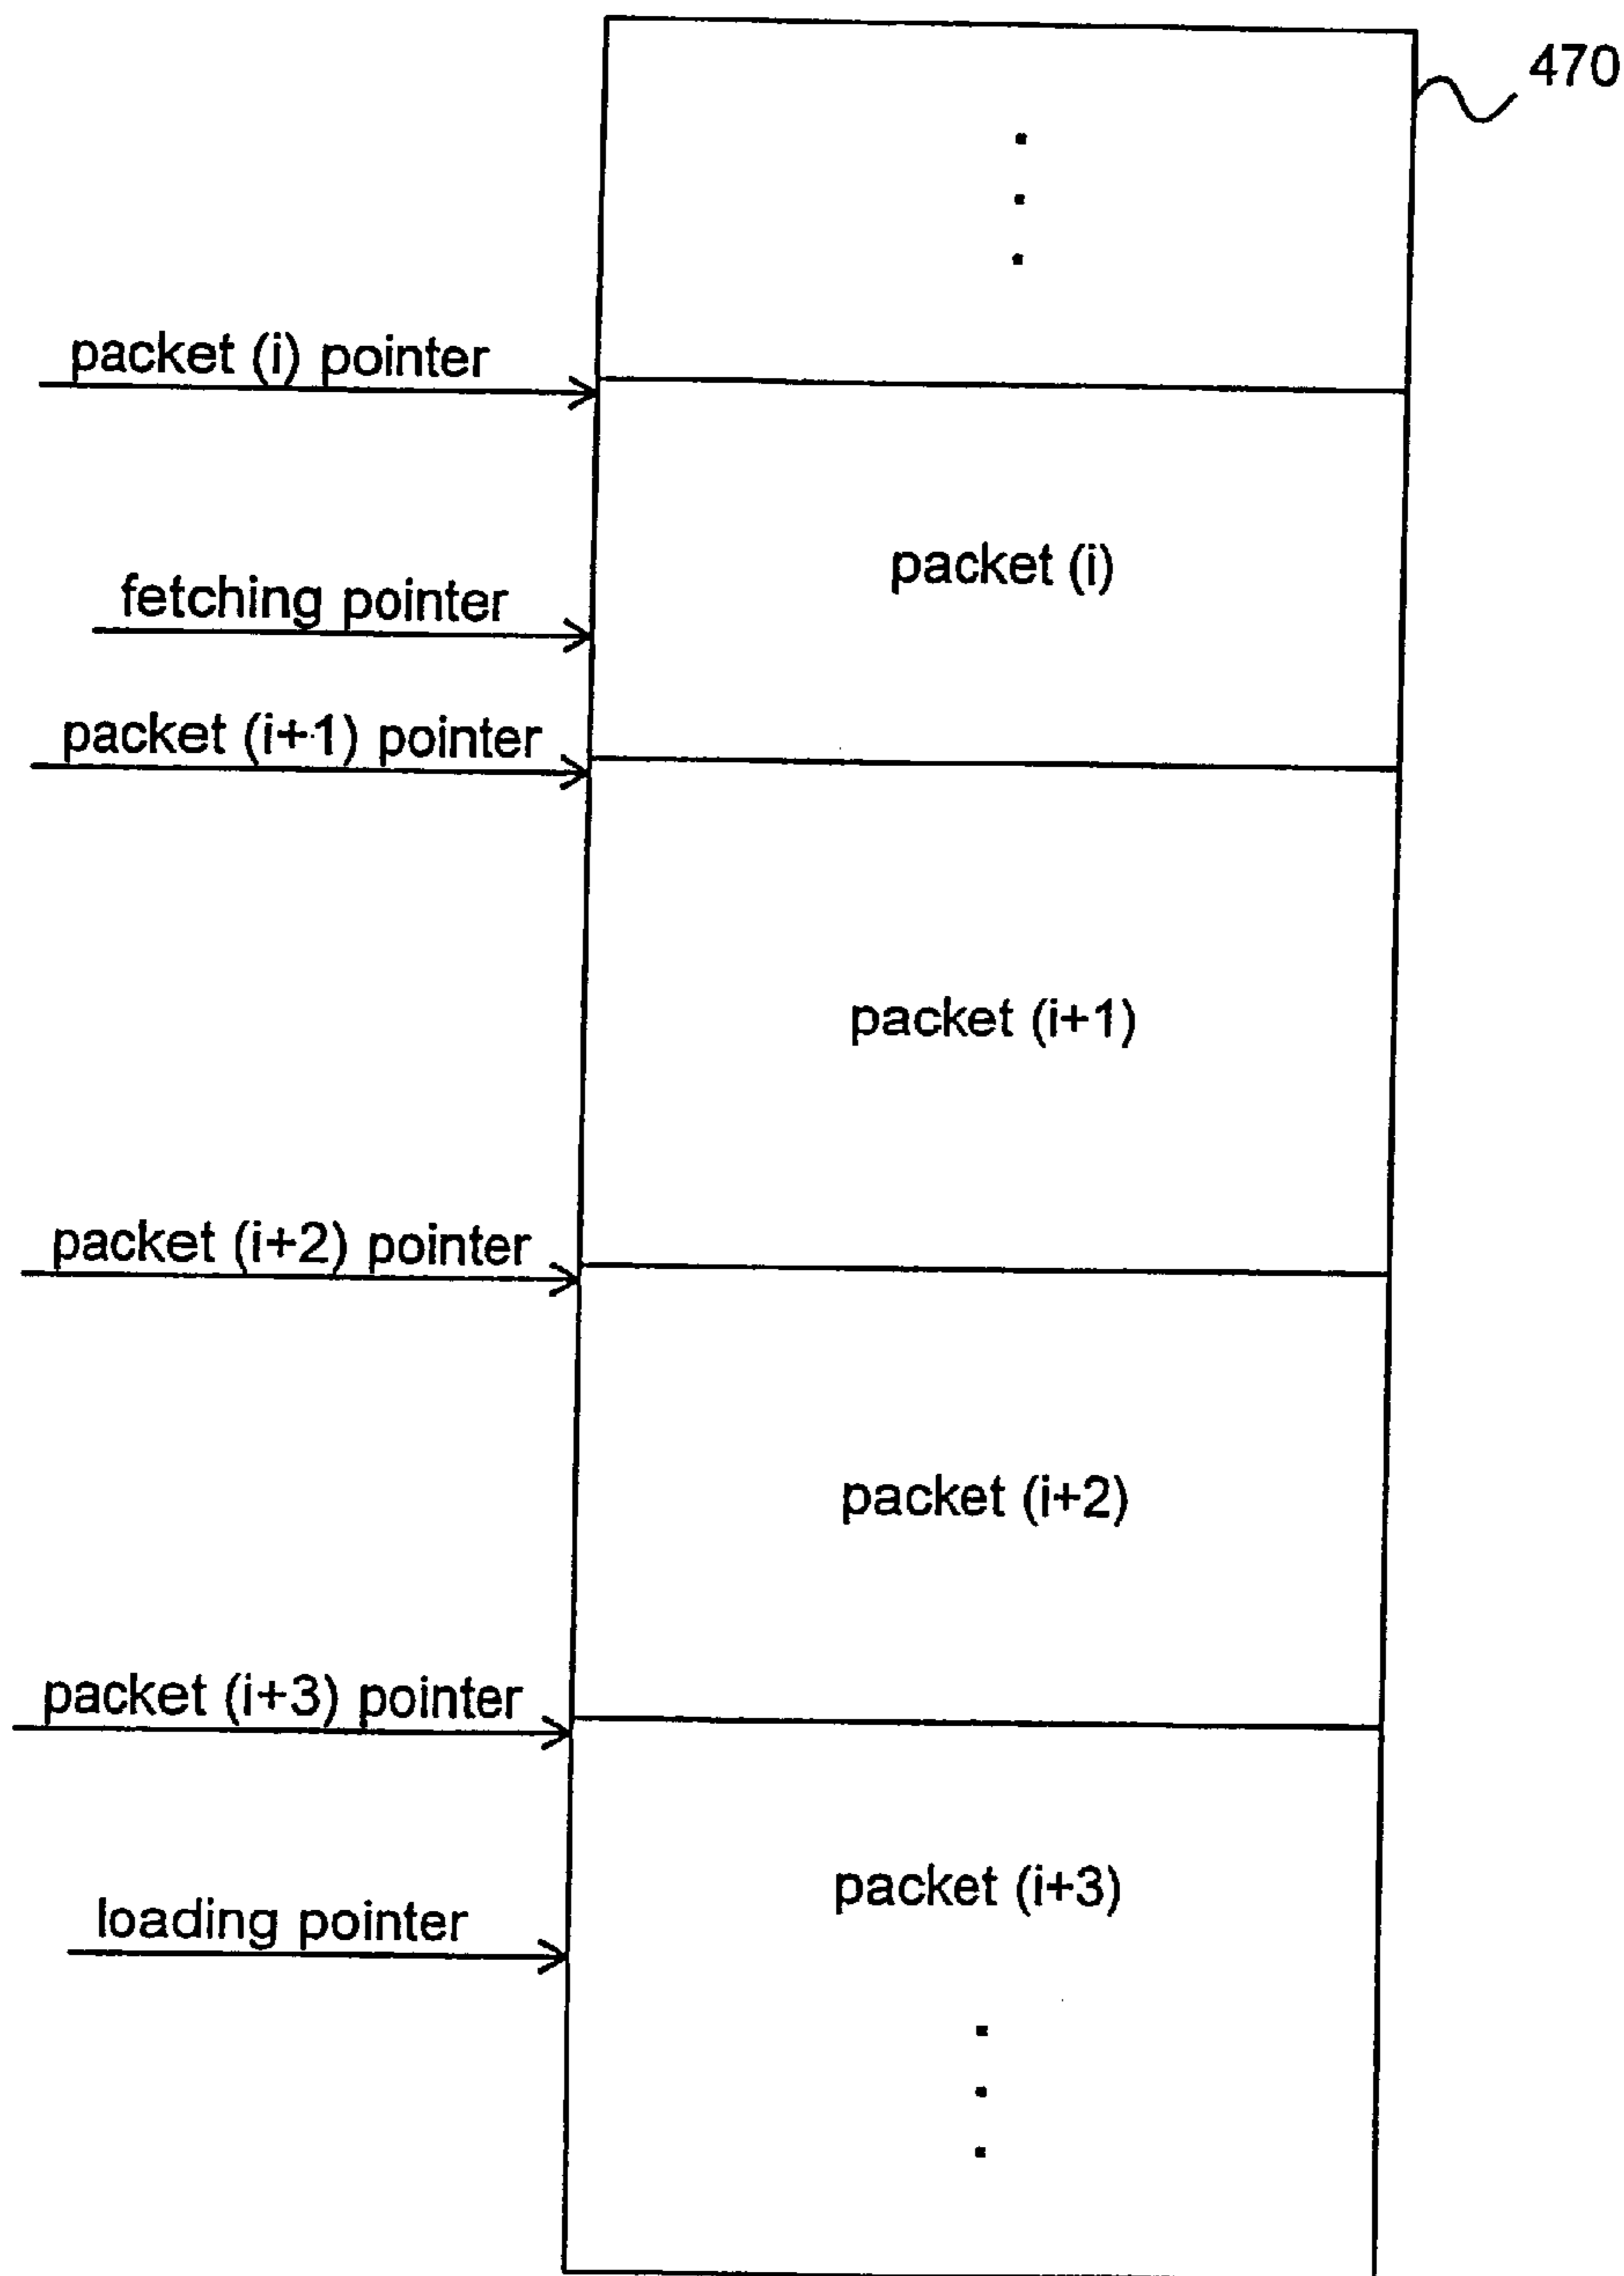 470
packet (i) pointer
packet (i)
fetching pointer
packet (i+1) pointer
packet (i+1)
packet (i+2) pointer
packet (i+2)
packet (i+3) pointer
packet (i+3)
loading pointer